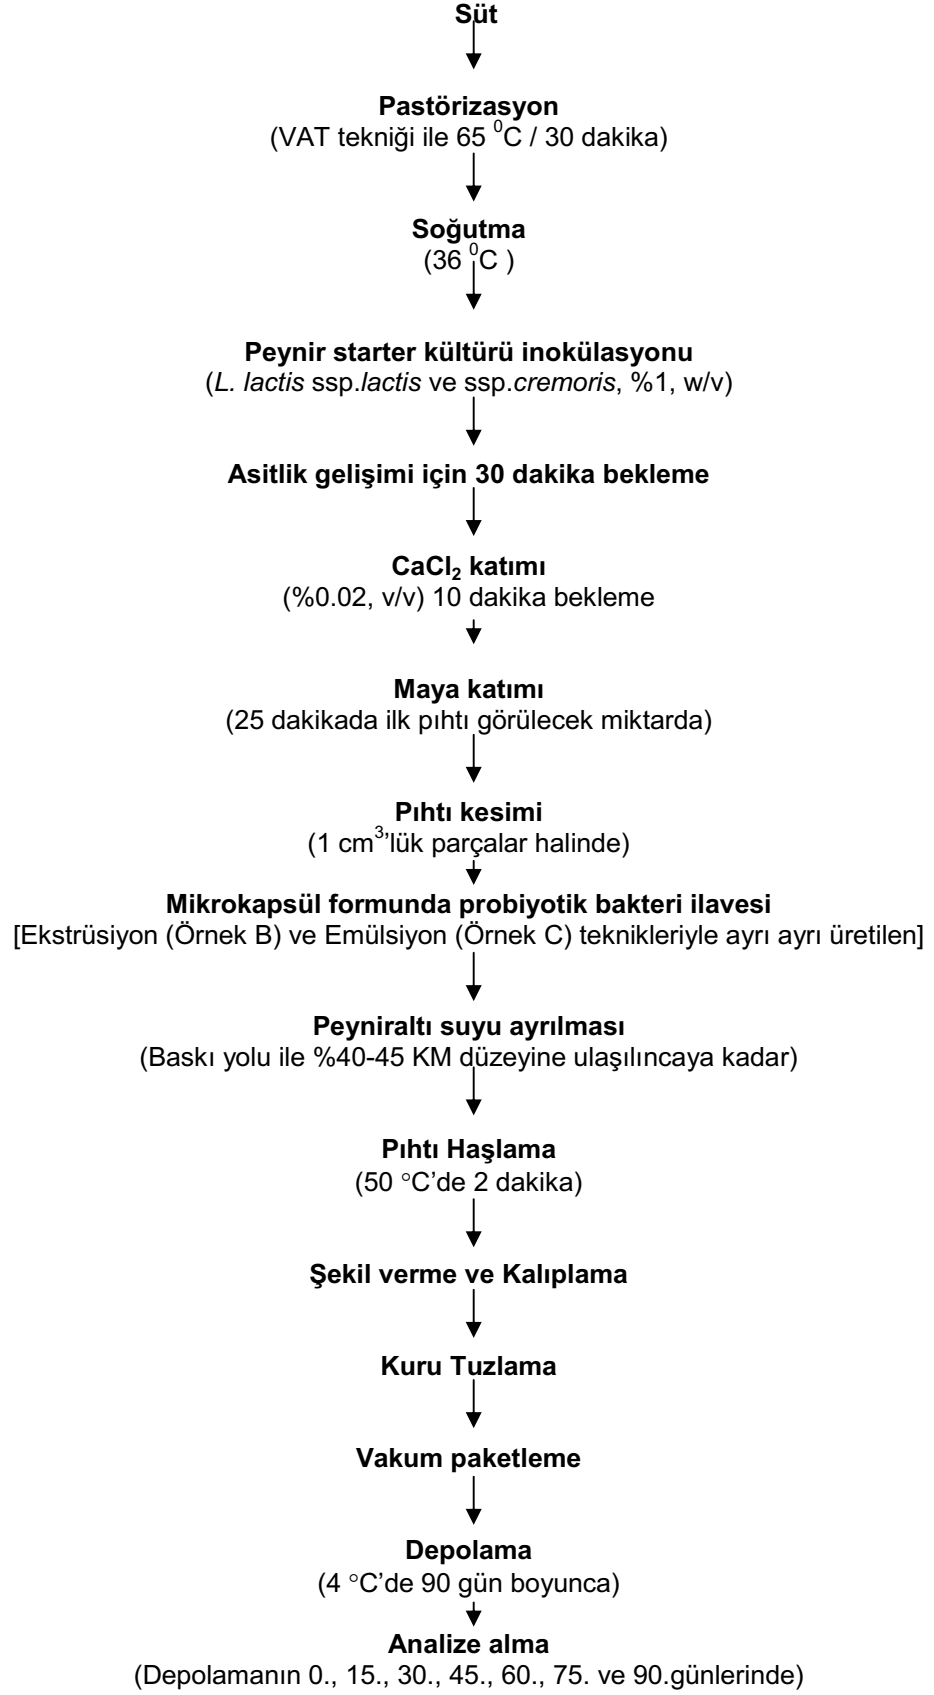 Süt
Pastörizasyon
(VAT tekniği ile 65 ⁰C / 30 dakika)
Soğutma
(36 ⁰C )
Peynir starter kültürü inokülasyonu
(L. lactis ssp.lactis ve ssp.cremoris, %1, w/v)
Asitlik gelişimi için 30 dakika bekleme
CaCl₂ katımı
(%0.02, v/v) 10 dakika bekleme
Maya katımı
(25 dakikada ilk pıhtı görülecek miktarda)
Pıhtı kesimi
(1 cm³'lük parçalar halinde)
Mikrokapsül formunda probiyotik bakteri ilavesi
[Ekstrüsiyon (Örnek B) ve Emülsiyon (Örnek C) teknikleriyle ayrı ayrı üretilen]
Peyniraltı suyu ayrılması
(Baskı yolu ile %40-45 KM düzeyine ulaşılıncaya kadar)
Pıhtı Haşlama
(50 °C'de 2 dakika)
Şekil verme ve Kalıplama
Kuru Tuzlama
Vakum paketleme
Depolama
(4 °C'de 90 gün boyunca)
Analize alma
(Depolamanın 0., 15., 30., 45., 60., 75. ve 90.günlerinde)